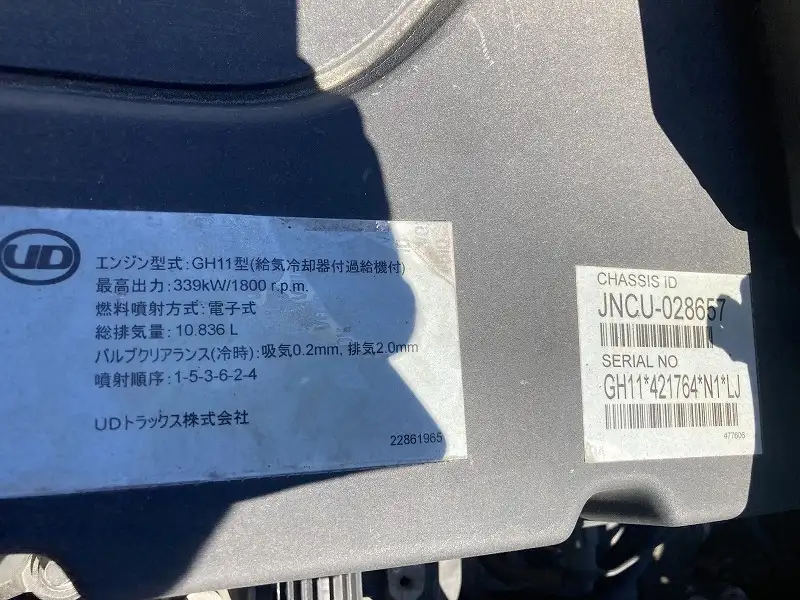 UD
エンジン型式:GH11型(給気冷却器付過給機付)
最高出力:339kW/1800 r.p.m.
燃料噴射方式:電子式
総排気量:10.836 L
バルブクリアランス(冷時):吸気0.2mm, 排気2.0mm
噴射順序:1-5-3-6-2-4
UDトラックス株式会社
22861965
CHASSIS ID
JNCU-028657
SERIAL NO
GH11*421764*N1*LJ
477606